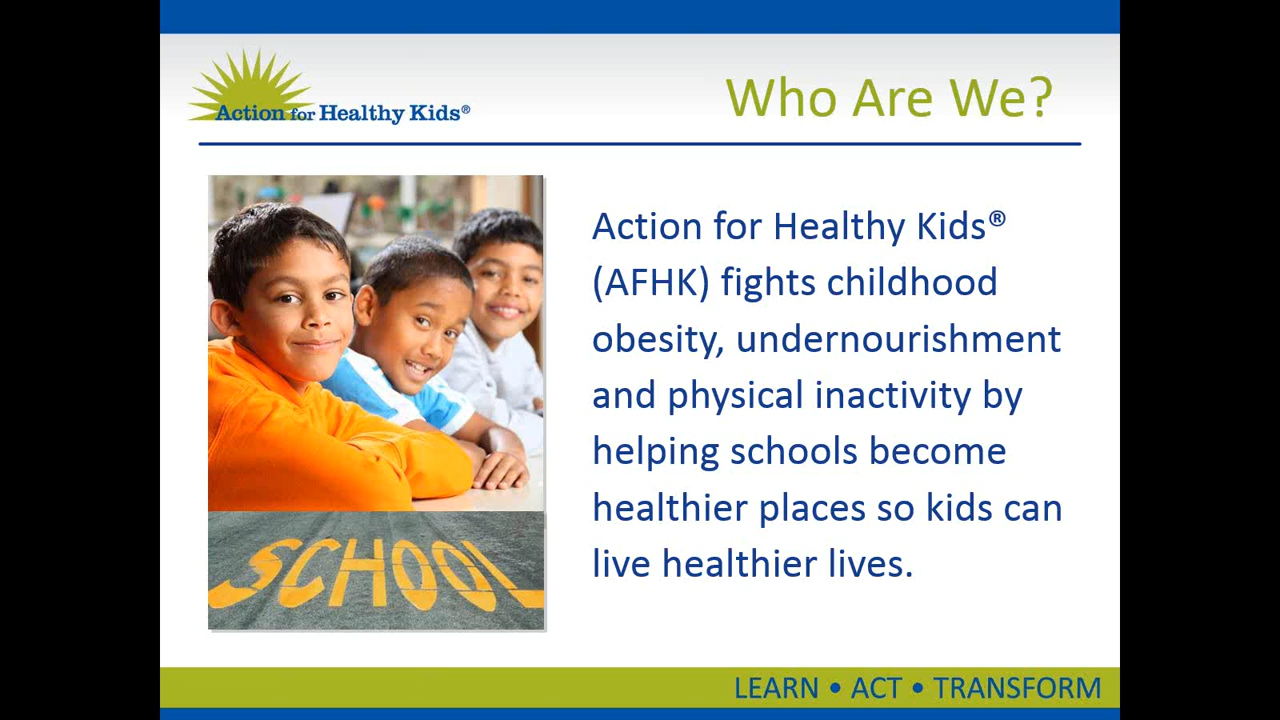 Action for Healthy Kids®
Who Are We?
Action for Healthy Kids®
(AFHK) fights childhood
obesity, undernourishment
and physical inactivity by
helping schools become
healthier places so kids can
live healthier lives.
SCHOOL
LEARN • ACT • TRANSFORM